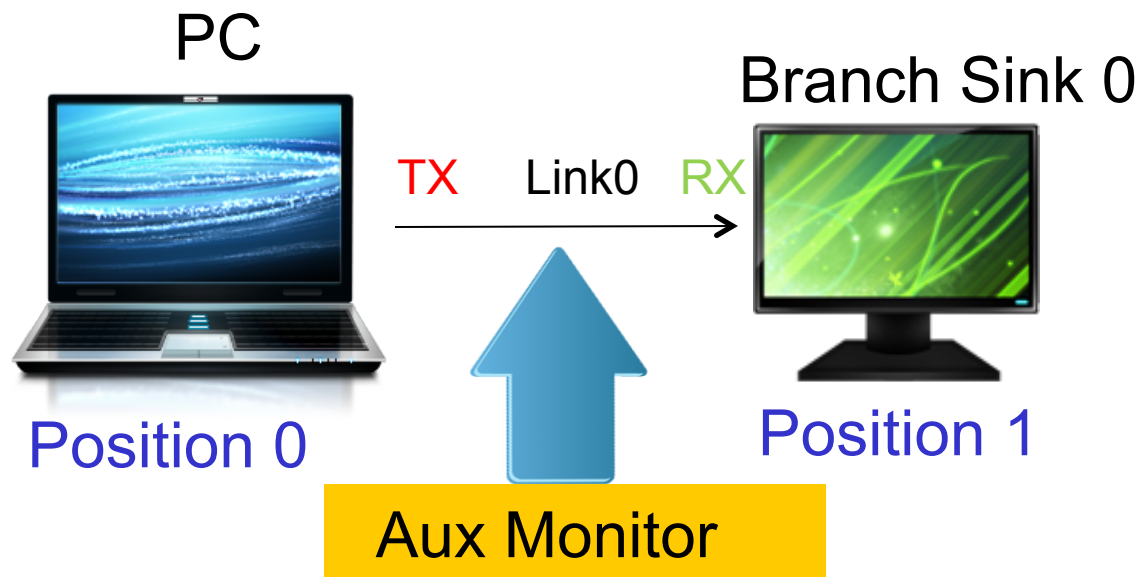 PC
Branch Sink 0
TX Link0 RX
Position 0
Position 1
Aux Monitor